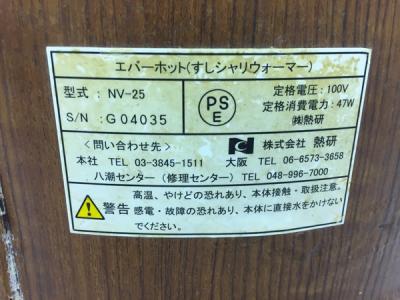 エバーホット(すしシャリウォーマー)
型式 : NV-25
S/N : G04035
PS
E
定格電圧 : 100V
定格消費電力 : 47W
㈱熱研
<問い合わせ先>
株式会社 熱研
本社 TEL 03-3845-1511 大阪 TEL 06-6573-3658
八潮センター (修理センター) TEL 048-996-7000
警告
高温、やけどの恐れあり、本体接触・取扱注意。
感電・故障の恐れあり、本体に直接水をかけない
でください。